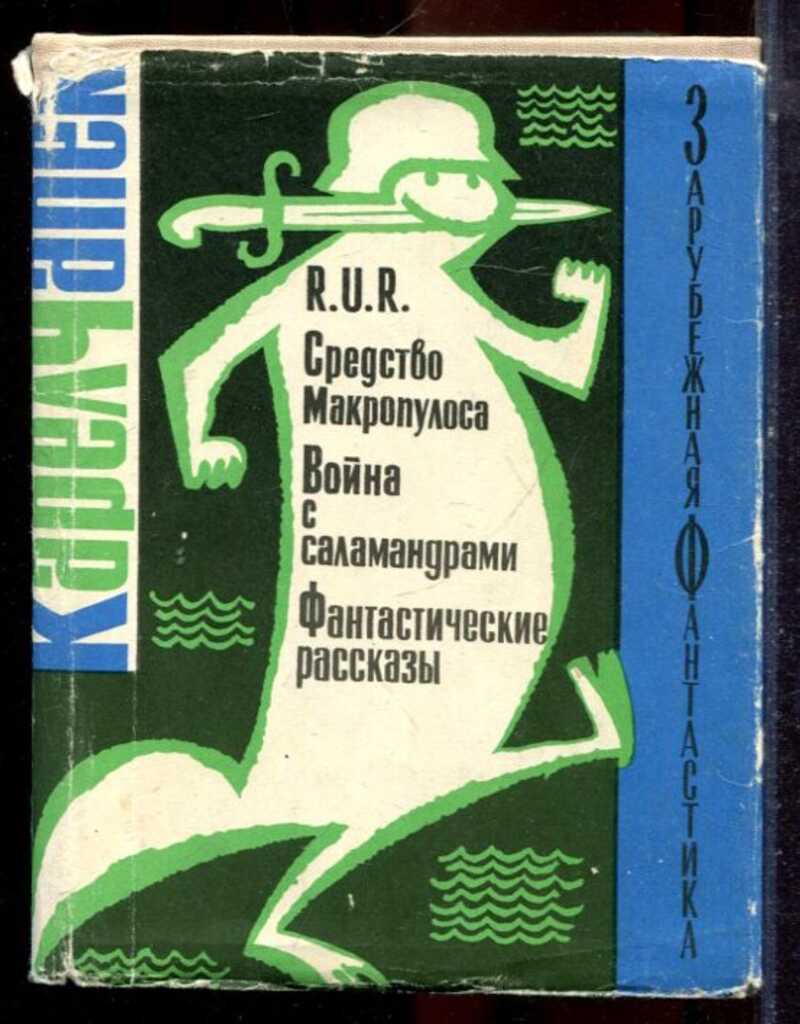 Карел Чапек
R.U.R.
Средство
Макропулоса
Война
с
саламандрами
Фантастические
рассказы
Зарубежная Фантастика